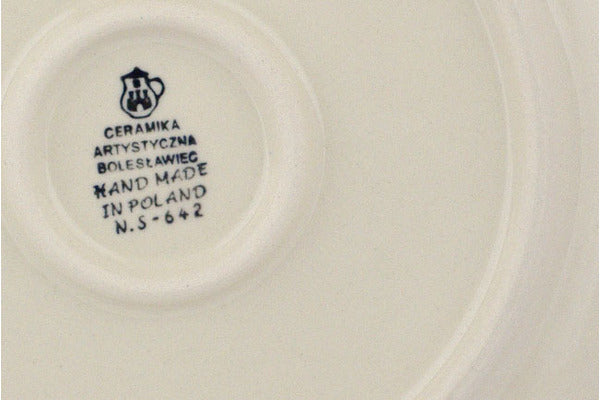 CERAMIKA
ARTYSTYCZNA
BOLESŁAWIEC
HAND MADE
IN POLAND
N.S-642